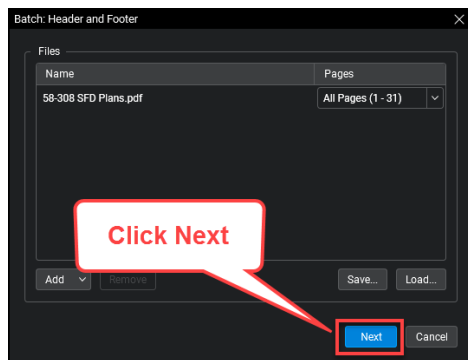 Batch: Header and Footer
Files
Name Pages
58-308 SFD Plans.pdf All Pages (1 - 31)
Click Next
Add Remove Save... Load...
Next Cancel